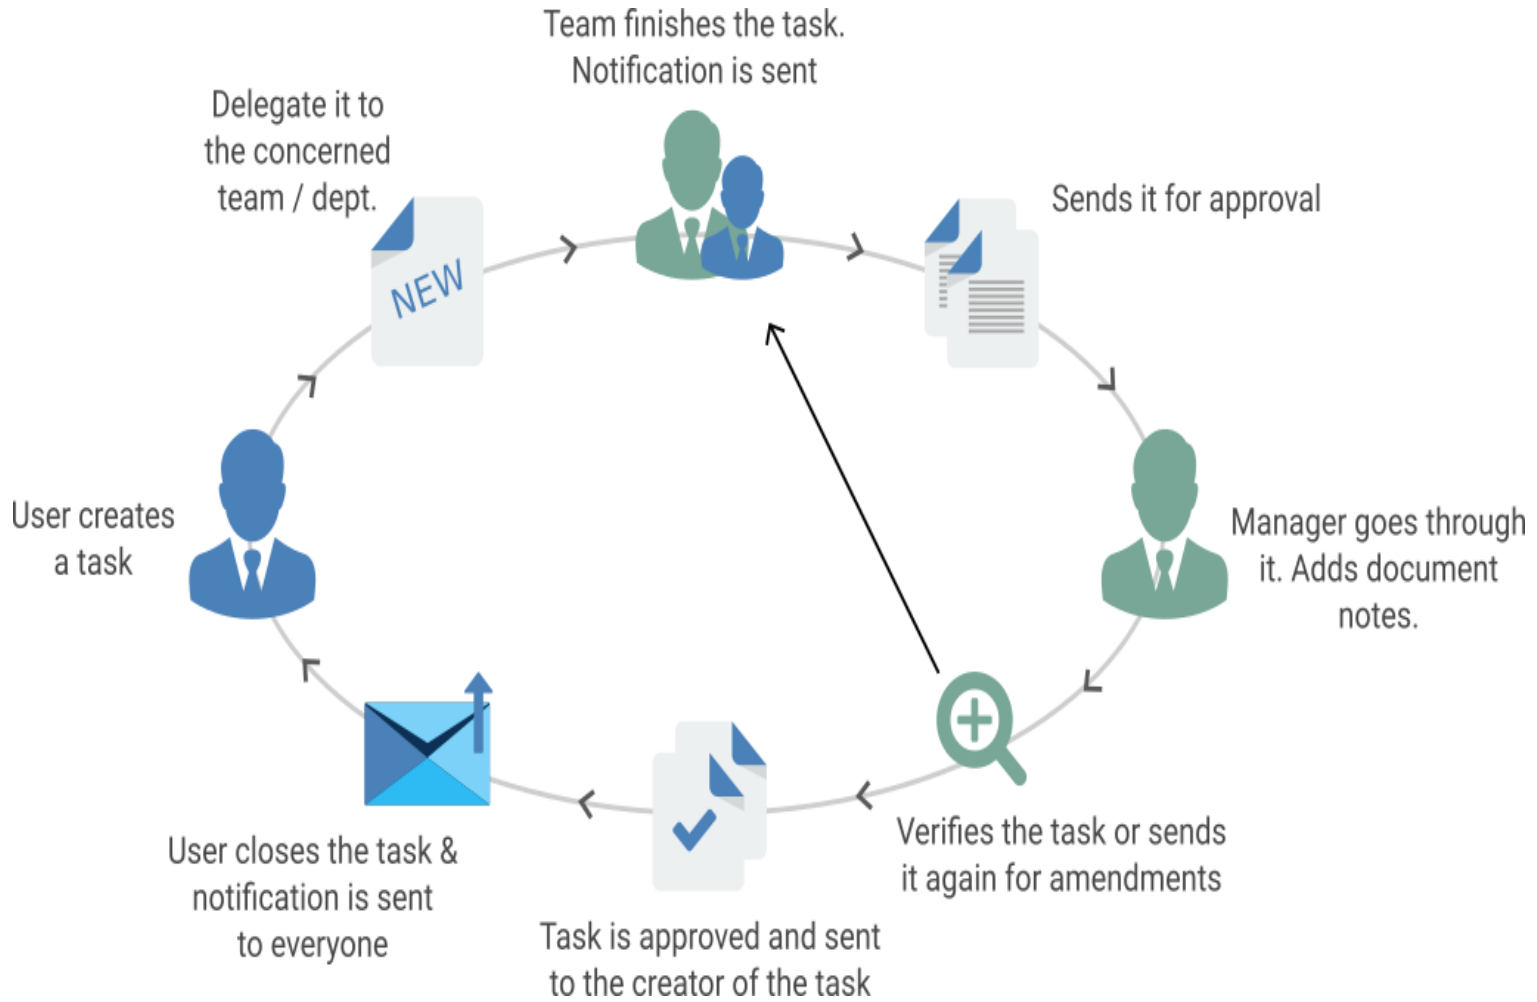 Team finishes the task.
Notification is sent
Delegate it to
the concerned
team / dept.
NEW
Sends it for approval
User creates
a task
Manager goes through
it. Adds document
notes.
Verifies the task or sends
it again for amendments
Task is approved and sent
to the creator of the task
User closes the task &
notification is sent
to everyone